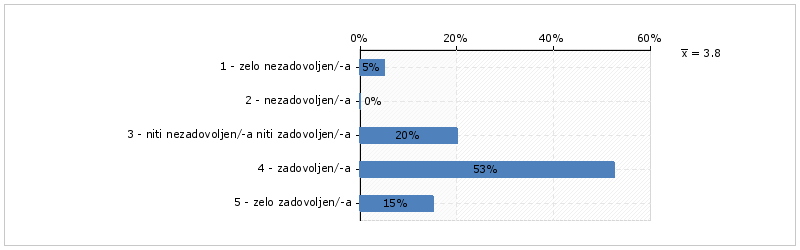 0% 20% 40% 60%
x̅ = 3.8
1 - zelo nezadovoljen/-a 5%
2 - nezadovoljen/-a 0%
3 - niti nezadovoljen/-a niti zadovoljen/-a 20%
4 - zadovoljen/-a 53%
5 - zelo zadovoljen/-a 15%